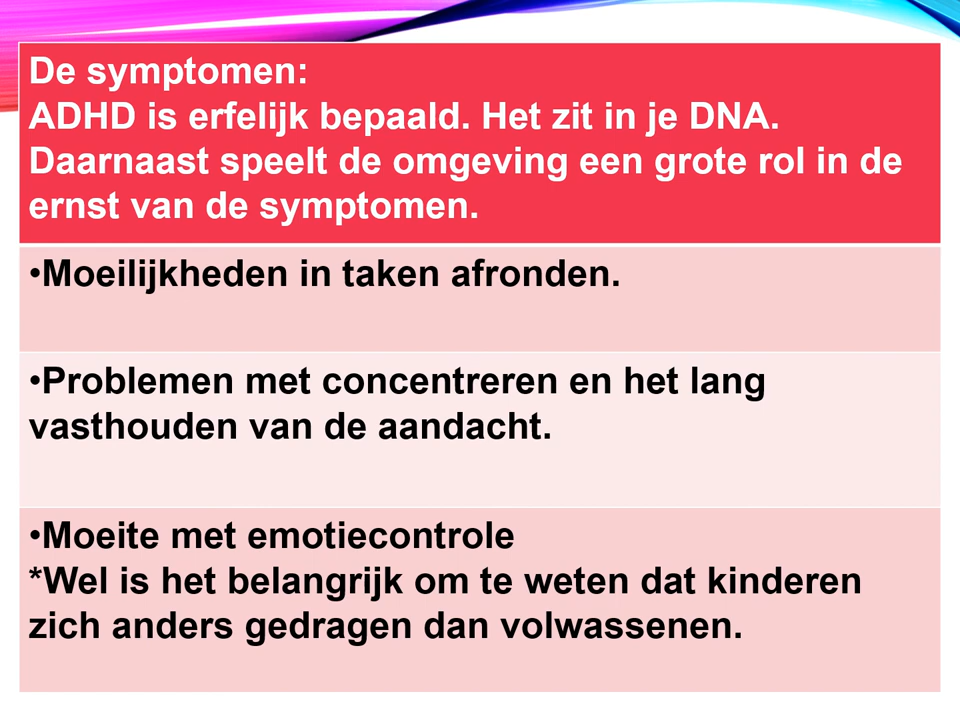 De symptomen:
ADHD is erfelijk bepaald. Het zit in je DNA.
Daarnaast speelt de omgeving een grote rol in de
ernst van de symptomen.
•Moeilijkheden in taken afronden.
•Problemen met concentreren en het lang
vasthouden van de aandacht.
•Moeite met emotiecontrole
*Wel is het belangrijk om te weten dat kinderen
zich anders gedragen dan volwassenen.